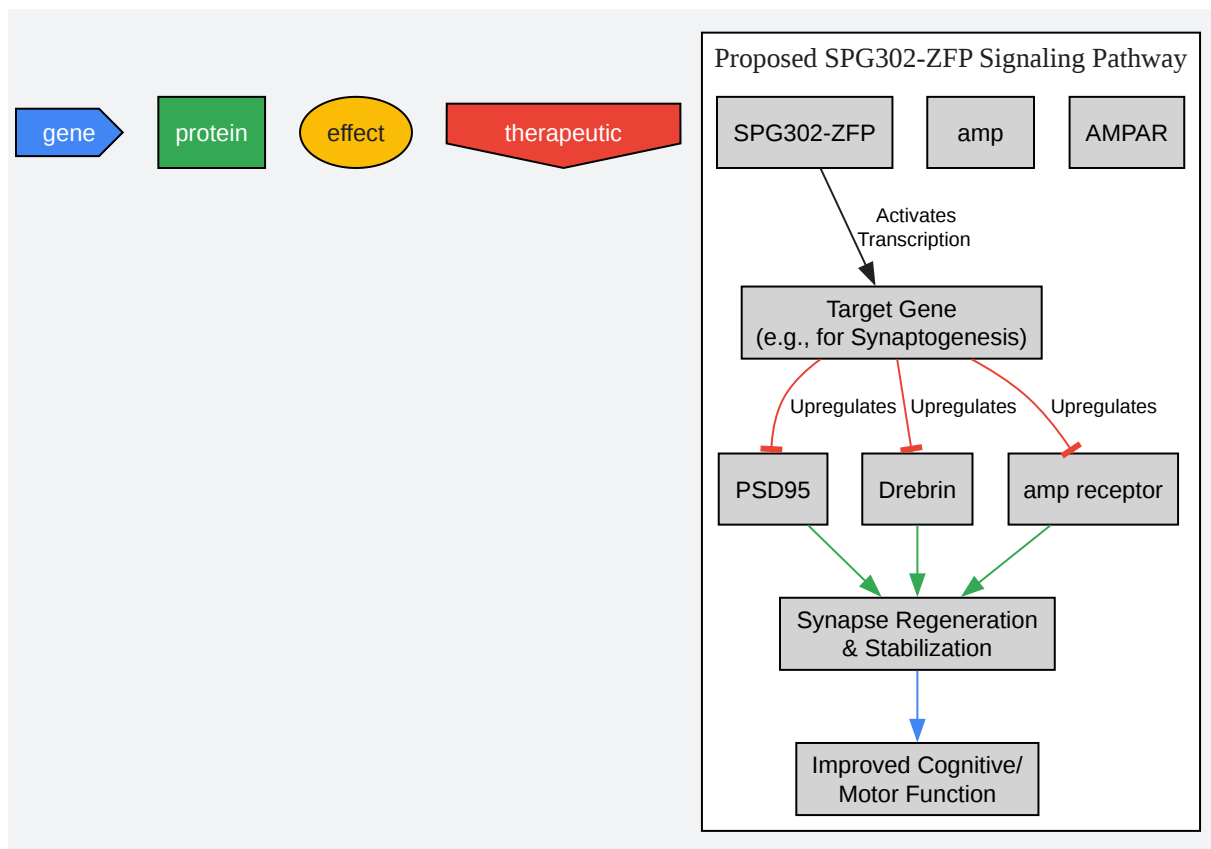 Proposed SPG302-ZFP Signaling Pathway
gene
protein
effect
therapeutic
SPG302-ZFP
amp
AMPAR
Activates
Transcription
Target Gene
(e.g., for Synaptogenesis)
Upregulates
Upregulates
Upregulates
PSD95
Drebrin
amp receptor
Synapse Regeneration
& Stabilization
Improved Cognitive/
Motor Function